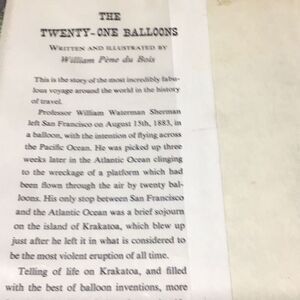 THE
TWENTY-ONE BALLOONS
WRITTEN AND ILLUSTRATED BY
William Pène du Bois
This is the story of the most incredibly fabu-
lous voyage around the world in the history
of travel.
Professor William Waterman Sherman
left San Francisco on August 15th, 1883, in
a balloon, with the intention of flying across
the Pacific Ocean. He was picked up three
weeks later in the Atlantic Ocean clinging
to the wreckage of a platform which had
been flown through the air by twenty bal-
loons. His only stop between San Francisco
and the Atlantic Ocean was a brief sojourn
on the island of Krakatoa, which blew up
just after he left it in what is considered to
be the most violent eruption of all time.
Telling of life on Krakatoa, and filled
with the best of balloon inventions, more